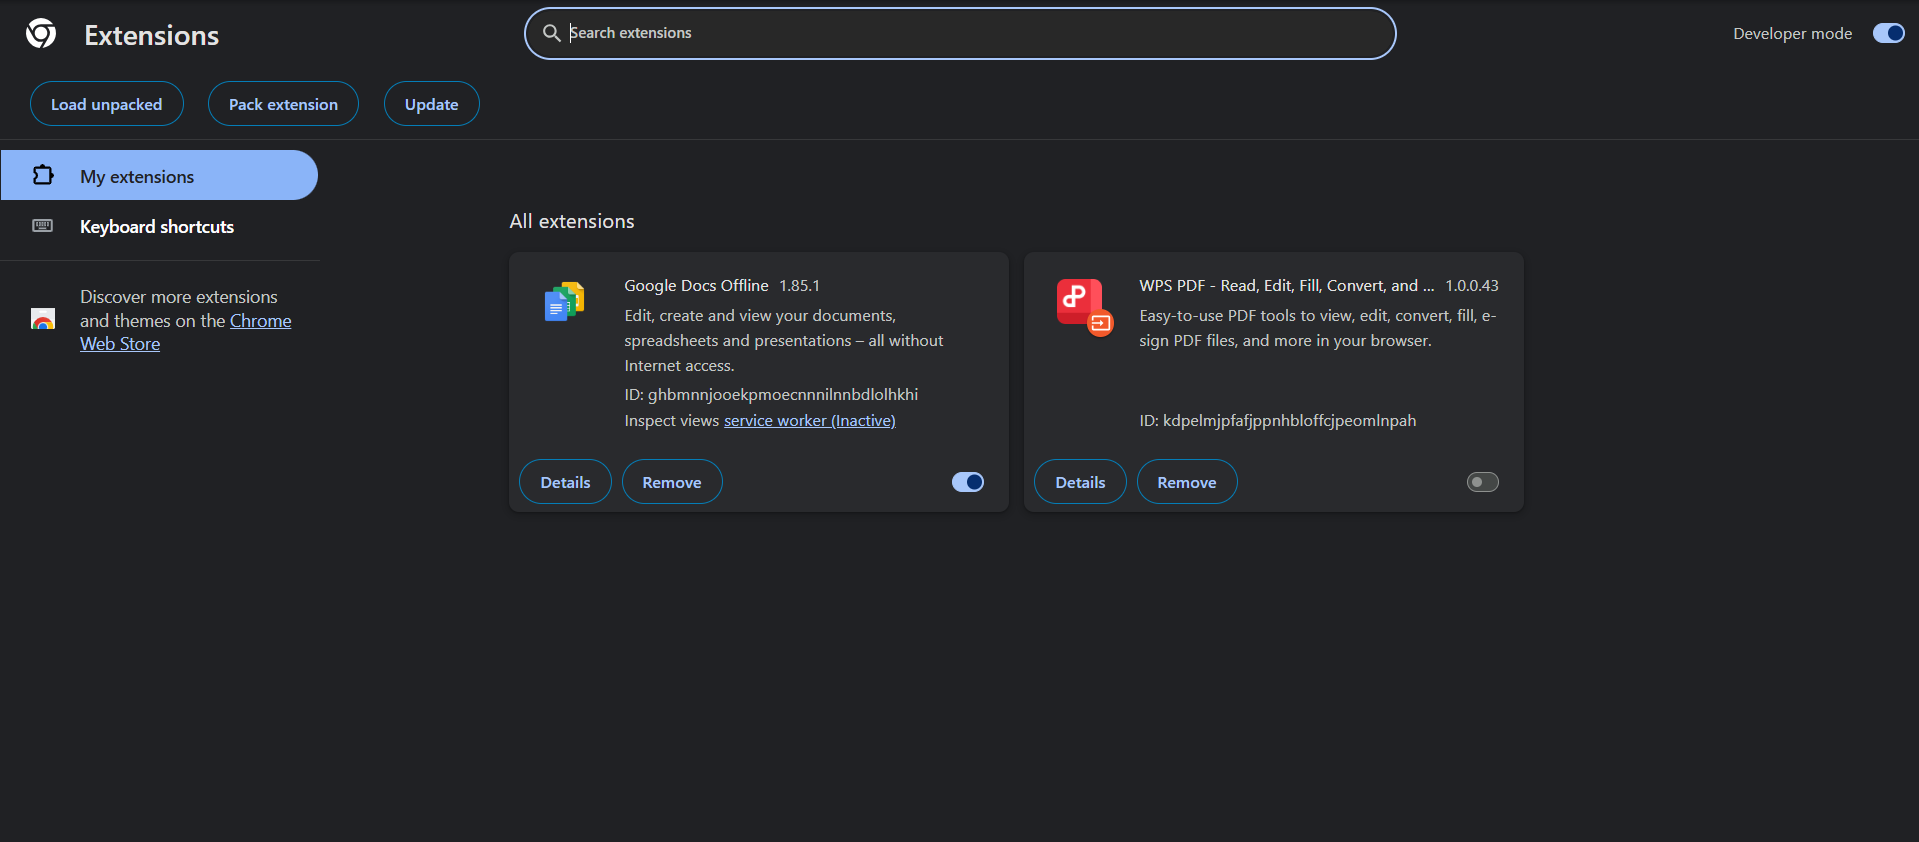 Extensions
Search extensions
Developer mode
Load unpacked
Pack extension
Update
My extensions
Keyboard shortcuts
Discover more extensions
and themes on the Chrome
Web Store
All extensions
Google Docs Offline 1.85.1
Edit, create and view your documents,
spreadsheets and presentations – all without
Internet access.
ID: ghbmnnjooekpmoecnnnilnnbdlolhkhi
Inspect views service worker (Inactive)
Details
Remove
WPS PDF - Read, Edit, Fill, Convert, and ... 1.0.0.43
Easy-to-use PDF tools to view, edit, convert, fill, e-
sign PDF files, and more in your browser.
ID: kdpelmjpfafjppnhbloffcjpeomlnpah
Details
Remove